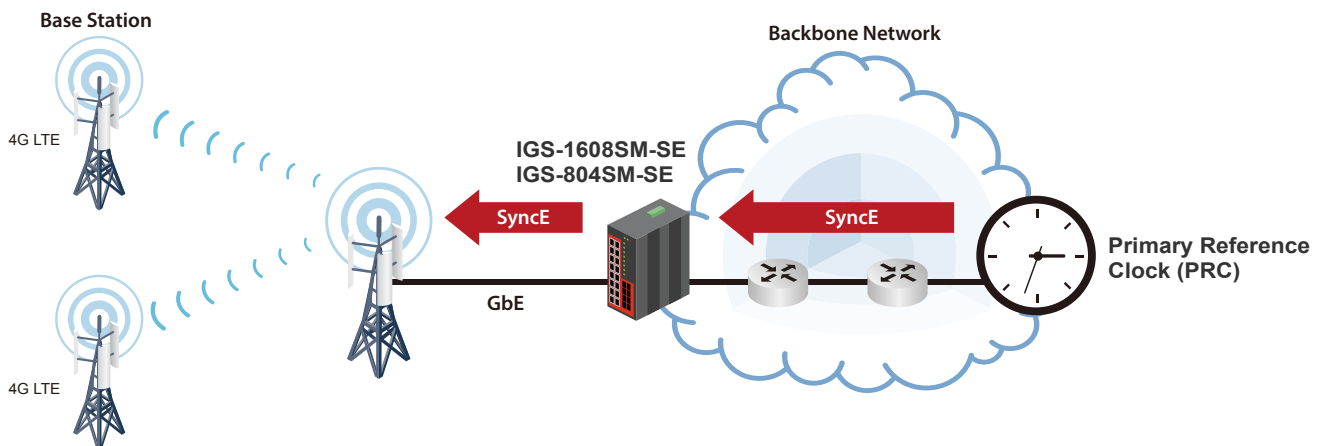 Base Station
4G LTE
4G LTE
Backbone Network
IGS-1608SM-SE
IGS-804SM-SE
SyncE
SyncE
GbE
Primary Reference
Clock (PRC)